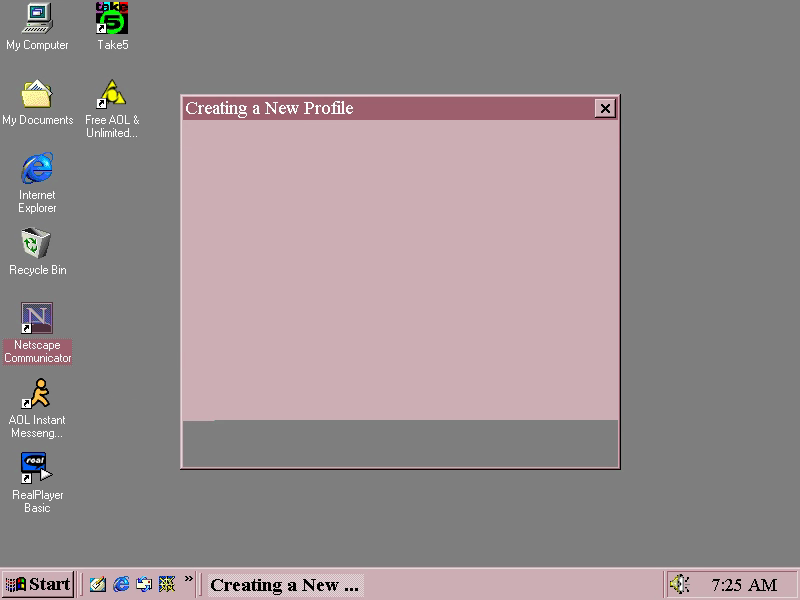 My Computer
Take5
My Documents
Free AOL &
Unlimited...
Internet
Explorer
Recycle Bin
N
Netscape
Communicator
AOL Instant
Messeng...
real
RealPlayer
Basic
take
5
Creating a New Profile
Start
»
Creating a New ...
7:25 AM